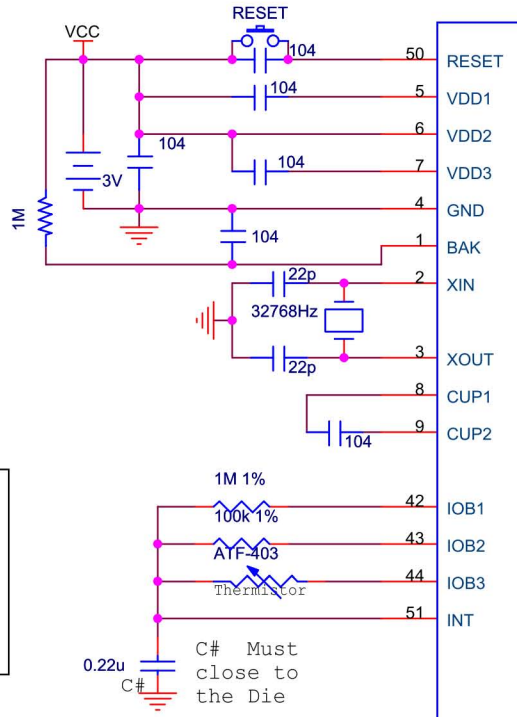 RESET
VCC
104
50
RESET
104
5
VDD1
6
VDD2
104
104
7
VDD3
3V
4
GND
1M
104
1
BAK
22p
2
XIN
32768Hz
3
XOUT
22p
8
CUP1
9
CUP2
104
1M 1%
42
IOB1
100k 1%
43
IOB2
ATF-403
44
IOB3
Thermistor
51
INT
0.22u
C#
C# Must
close to
the Die